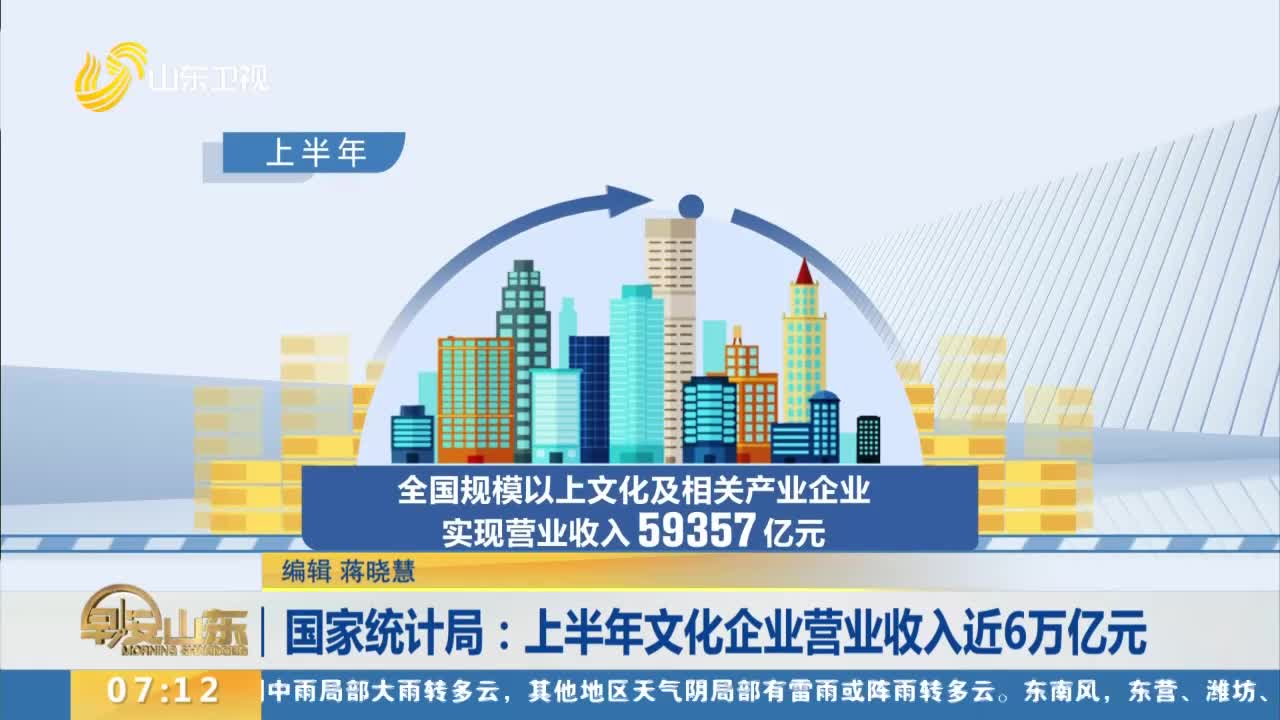 山东卫视
上半年
全国规模以上文化及相关产业企业
实现营业收入59357亿元
编辑 蒋晓慧
早安山东
MORNING SHANDONG
国家统计局：上半年文化企业营业收入近6万亿元
07:12
中雨局部大雨转多云，其他地区天气阴局部有雷雨或阵雨转多云。东南风，东营、潍坊、